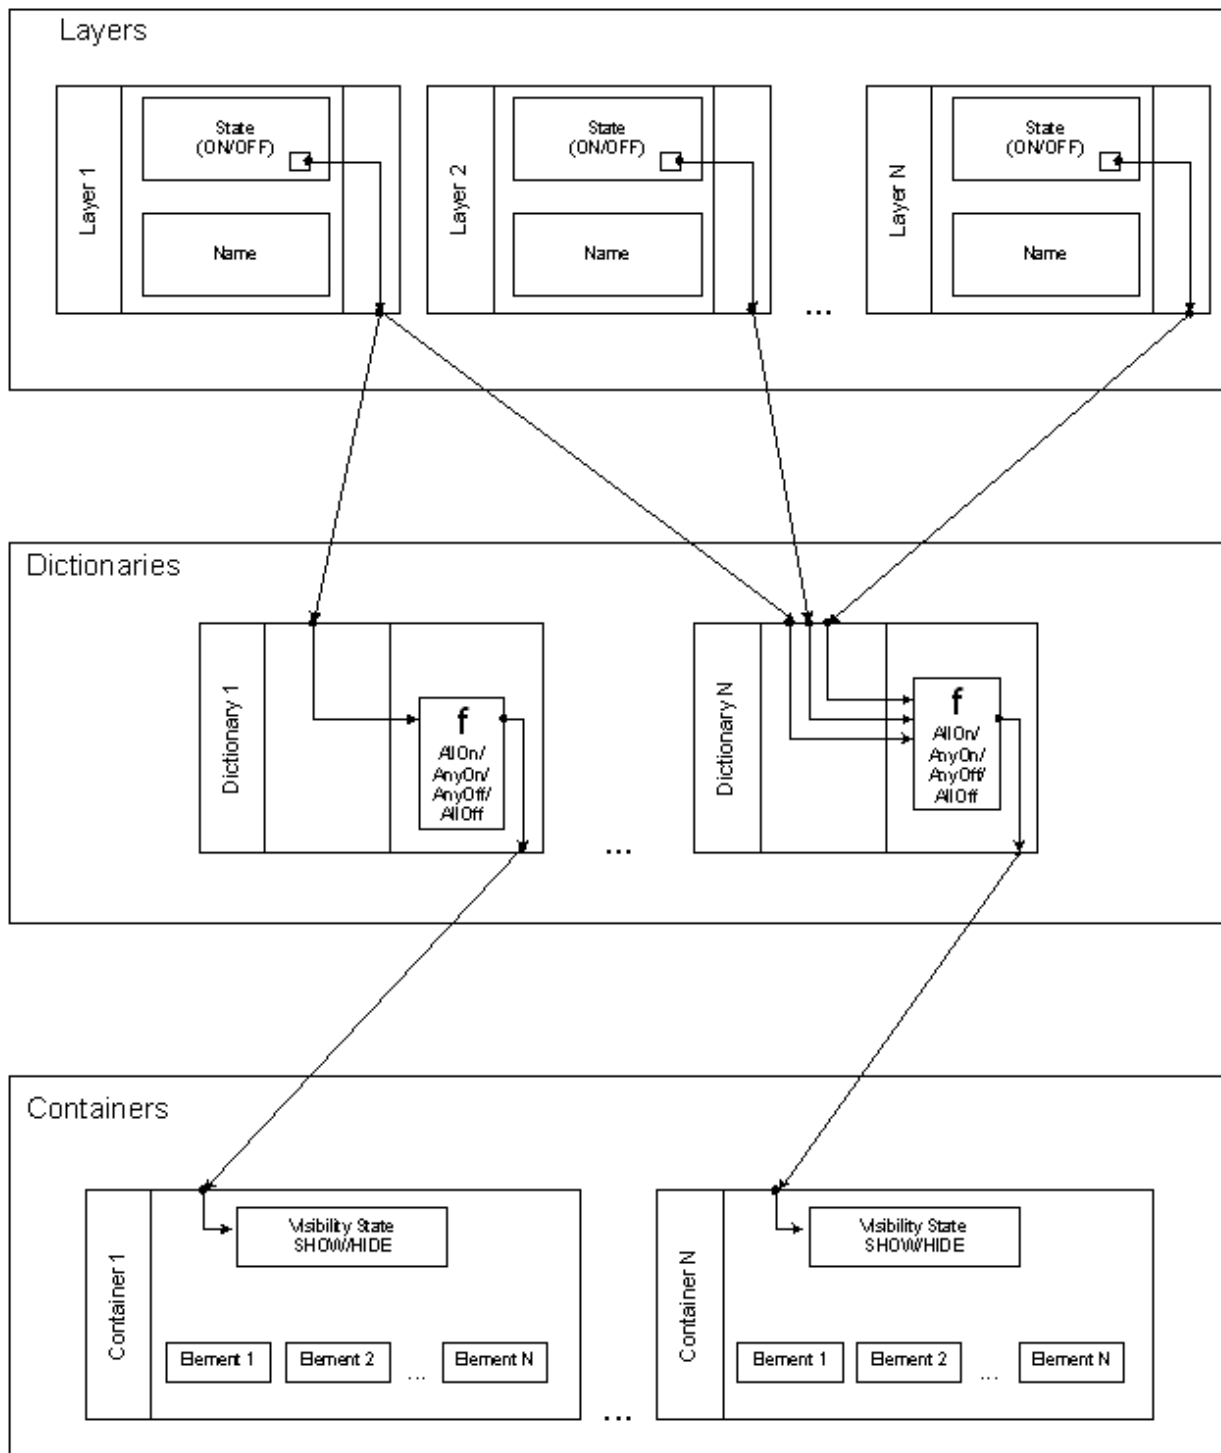 Layers
Layer 1
State
(ON/OFF)
Name
Layer 2
State
(ON/OFF)
Name
...
Layer N
State
(ON/OFF)
Name
Dictionaries
Dictionary 1
f
AllOn/
AnyOn/
AnyOff/
AllOff
...
Dictionary N
f
AllOn/
AnyOn/
AnyOff/
AllOff
Containers
Container 1
Visibility State
SHOW/HIDE
Element 1
Element 2
...
Element N
...
Container N
Visibility State
SHOW/HIDE
Element 1
Element 2
...
Element N